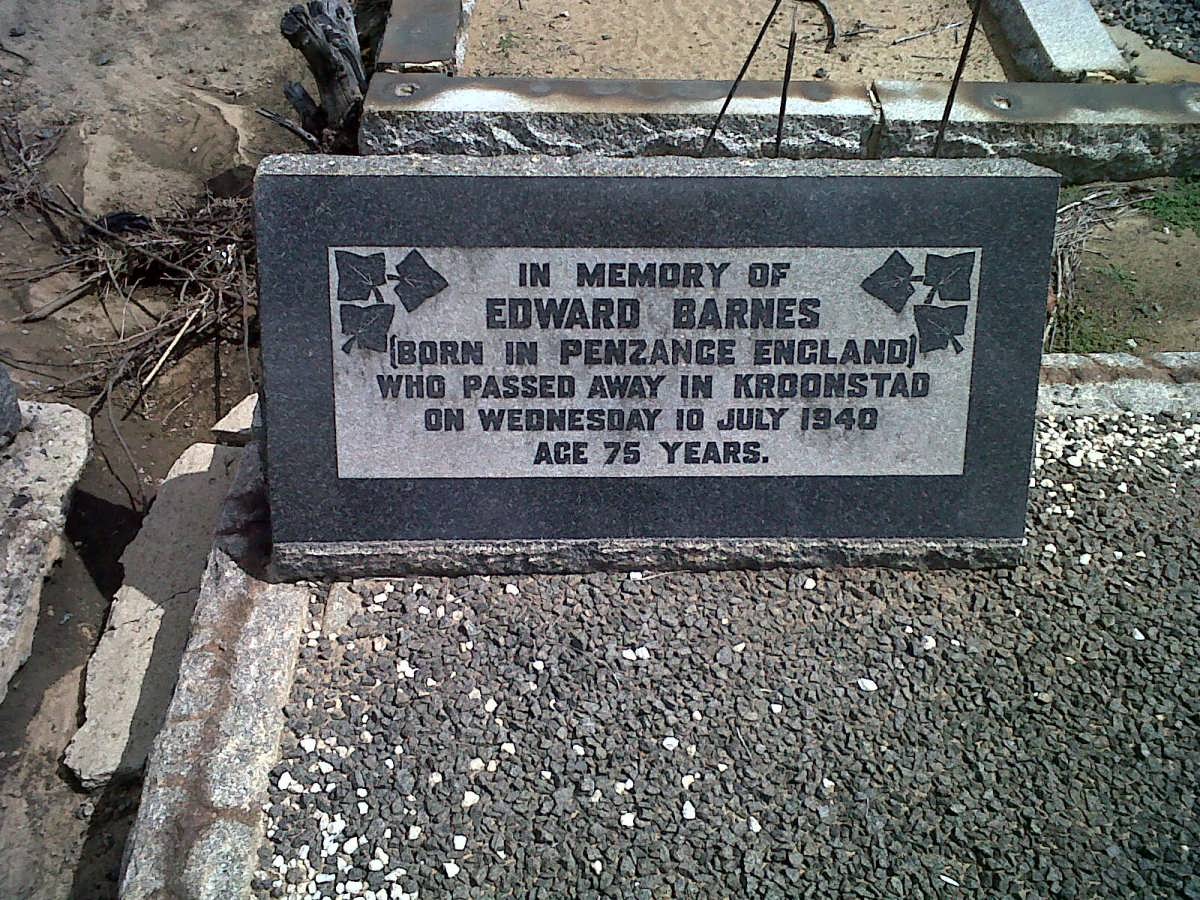 IN MEMORY OF
EDWARD BARNES
(BORN IN PENZANCE ENGLAND)
WHO PASSED AWAY IN KROONSTAD
ON WEDNESDAY 10 JULY 1940
AGE 75 YEARS.